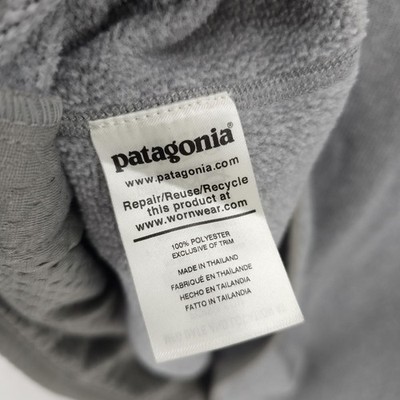 patagonia®
www.patagonia.com
Repair/Reuse/Recycle
this product at
www.wornwear.com
100% POLYESTER
EXCLUSIVE OF TRIM
MADE IN THAILAND
FABRIQUÉ EN THAÏLANDE
HECHO EN TAILANDIA
FATTO IN TAILANDIA